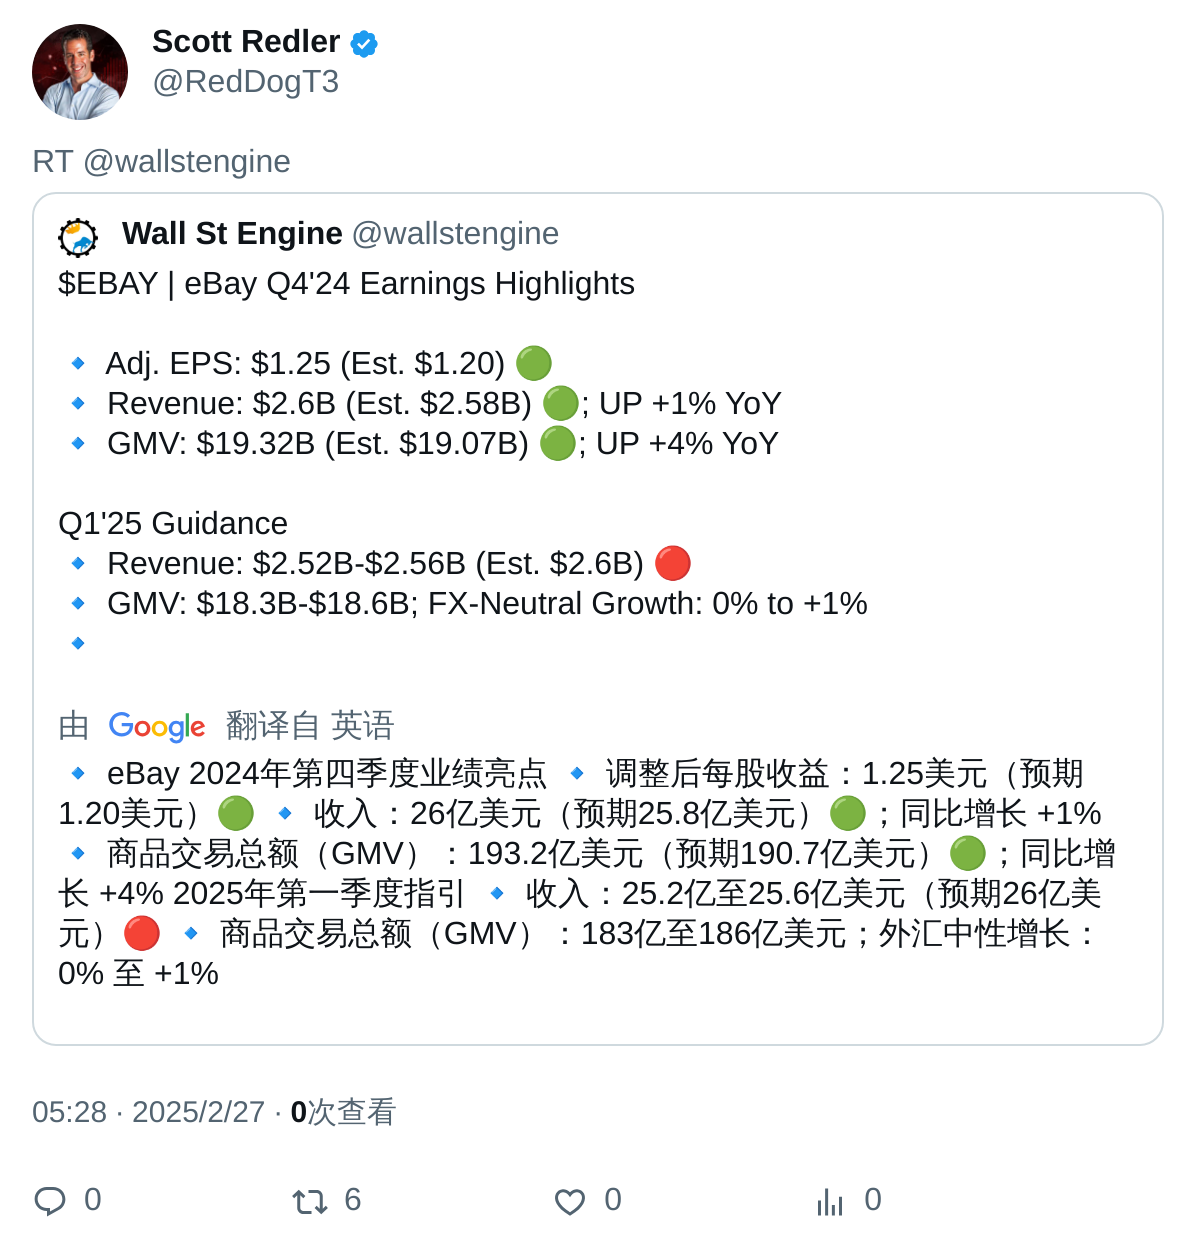 Scott Redler
@RedDogT3
RT @wallstengine
Wall St Engine @wallstengine
$EBAY | eBay Q4'24 Earnings Highlights
🔹 Adj. EPS: $1.25 (Est. $1.20) 🟢
🔹 Revenue: $2.6B (Est. $2.58B) 🟢; UP +1% YoY
🔹 GMV: $19.32B (Est. $19.07B) 🟢; UP +4% YoY
Q1'25 Guidance
🔹 Revenue: $2.52B-$2.56B (Est. $2.6B) 🔴
🔹 GMV: $18.3B-$18.6B; FX-Neutral Growth: 0% to +1%
🔹
由 Google 翻译自 英语
🔹 eBay 2024年第四季度业绩亮点 🔹 调整后每股收益：1.25美元（预期
1.20美元）🟢 🔹 收入：26亿美元（预期25.8亿美元）🟢；同比增长 +1%
🔹 商品交易总额（GMV）：193.2亿美元（预期190.7亿美元）🟢；同比增
长 +4% 2025年第一季度指引 🔹 收入：25.2亿至25.6亿美元（预期26亿美
元）🔴 🔹 商品交易总额（GMV）：183亿至186亿美元；外汇中性增长：
0% 至 +1%
05:28 · 2025/2/27 · 0次查看
0 6 0 0